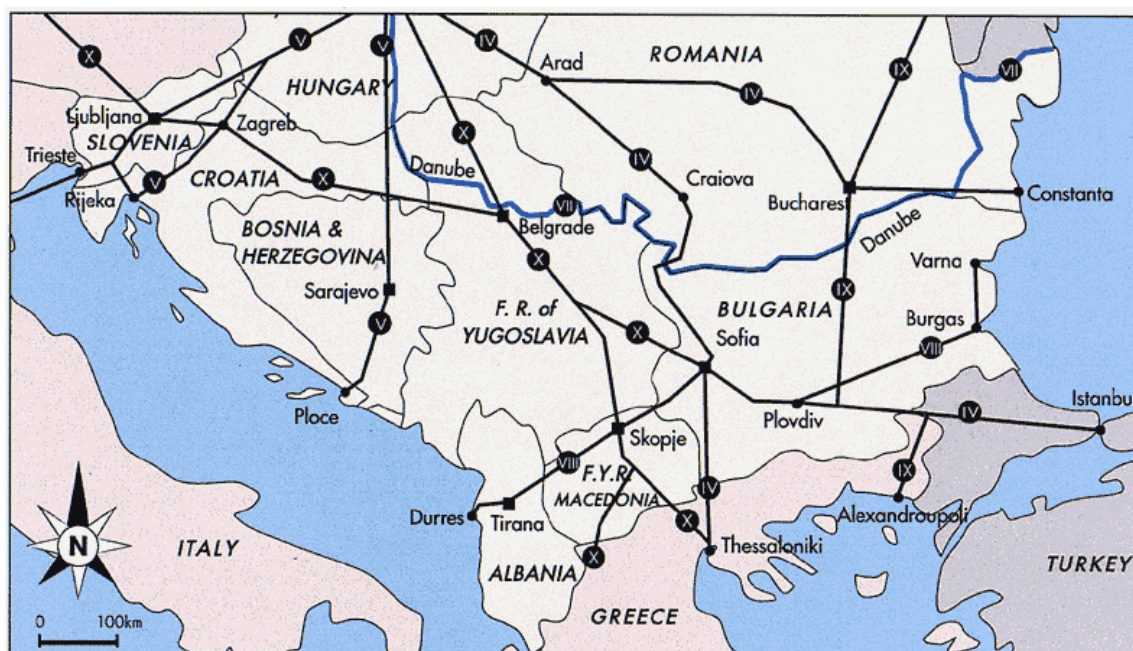 X
V
V
IV
ROMANIA
IX
VII
Arad
HUNGARY
IV
Ljubljana
SLOVENIA
Zagreb
X
IV
Trieste
Rijeka
V
CROATIA
X
Danube
Craiova
Buchares
Constanta
VII
Belgrade
Danube
BOSNIA &
HERZEGOVINA
X
Varna
Sarajevo
IX
F. R. of
YUGOSLAVIA
BULGARIA
V
X
Sofia
Burgas
VIII
Ploce
Plovdiv
IV
Istanbu
Skopje
VIII
F.Y.R.
MACEDONIA
IV
IX
Durres
Tirana
X
Alexandroupoli
N
ITALY
X
Thessaloniki
ALBANIA
TURKEY
GREECE
0 100km